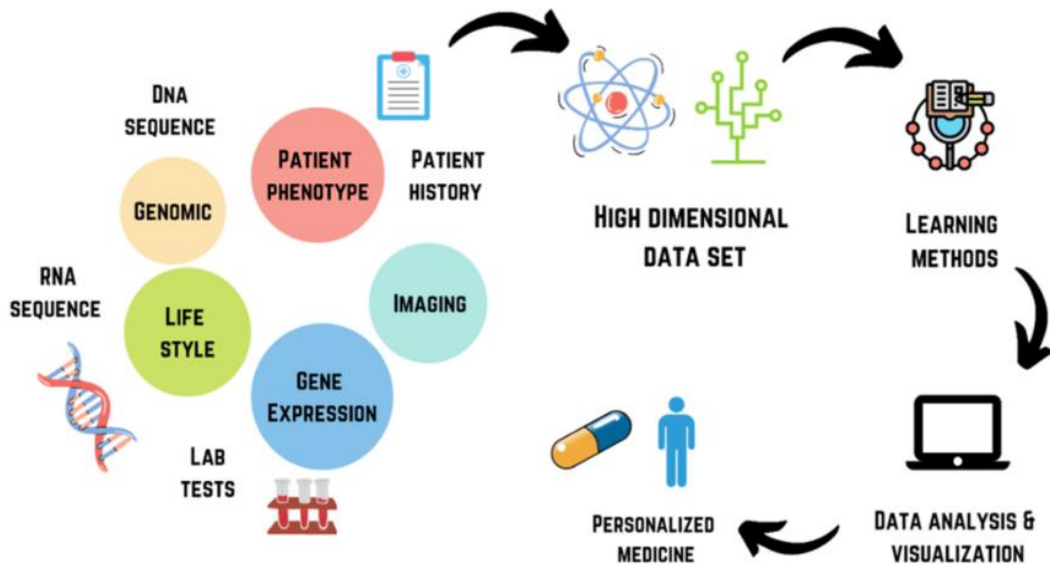 DNA
SEQUENCE
PATIENT
PHENOTYPE
PATIENT
HISTORY
GENOMIC
RNA
SEQUENCE
LIFE
STYLE
IMAGING
GENE
EXPRESSION
LAB
TESTS
HIGH DIMENSIONAL
DATA SET
LEARNING
METHODS
DATA ANALYSIS &
VISUALIZATION
PERSONALIZED
MEDICINE